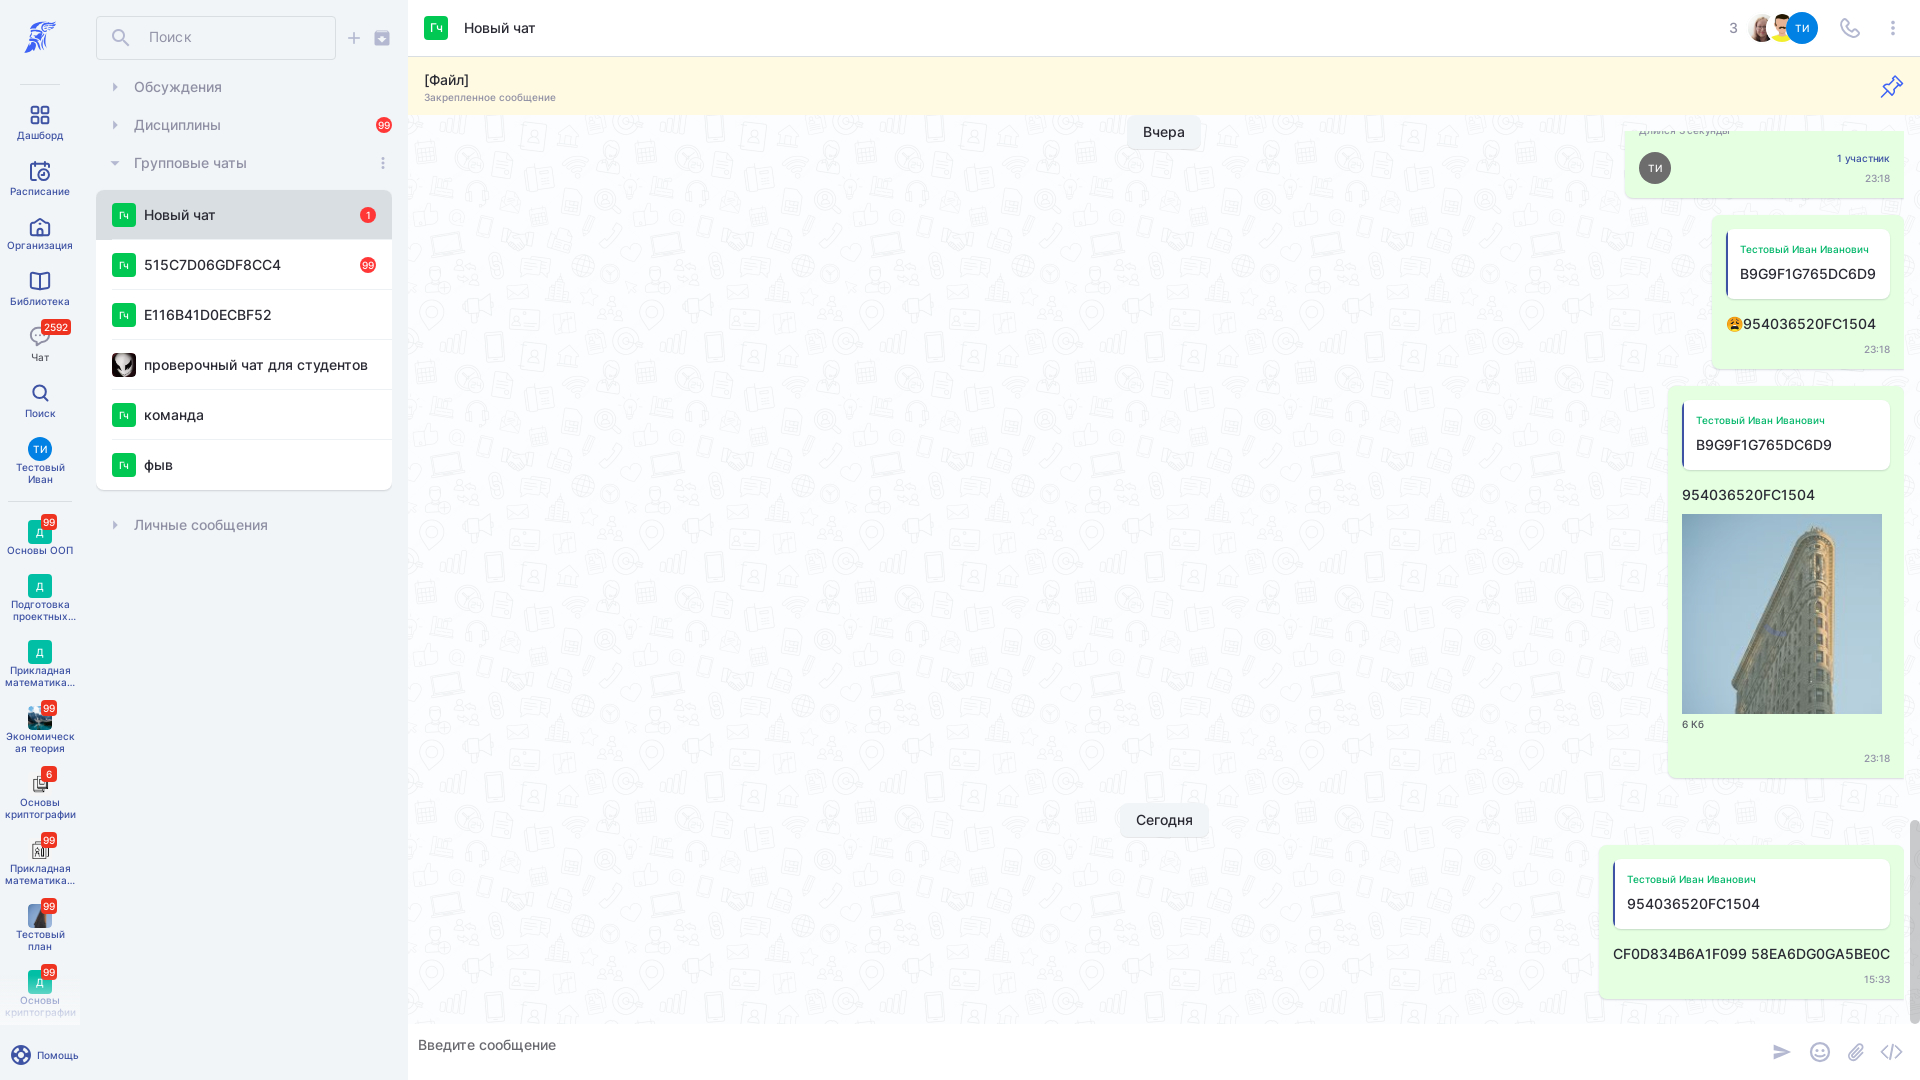 Поиск
Дашборд
Расписание
Организация
Библиотека
2592
Чат
Поиск
ТИ
Тестовый
Иван
99
Д
Основы ООП
Д
Подготовка
проектных...
Д
Прикладная
математика...
99
Экономическ
ая теория
6
Основы
криптографии
99
Прикладная
математика...
99
Тестовый
план
99
Д
Основы
криптографии
Помощь
Обсуждения
Дисциплины
99
Групповые чаты
Гч
Новый чат
1
Гч
515C7D06GDF8CC4
99
Гч
E116B41D0ECBF52
проверочный чат для студентов
Гч
команда
Гч
фыв
Личные сообщения
Гч
Новый чат
3
ТИ
[Файл]
Закрепленное сообщение
Вчера
Длился 3 секунды
ТИ
1 участник
23:18
Тестовый Иван Иванович
B9G9F1G765DC6D9
😩954036520FC1504
23:18
Тестовый Иван Иванович
B9G9F1G765DC6D9
954036520FC1504
6 Кб
23:18
Сегодня
Тестовый Иван Иванович
954036520FC1504
CF0D834B6A1F099 58EA6DG0GA5BE0C
15:33
Введите сообщение